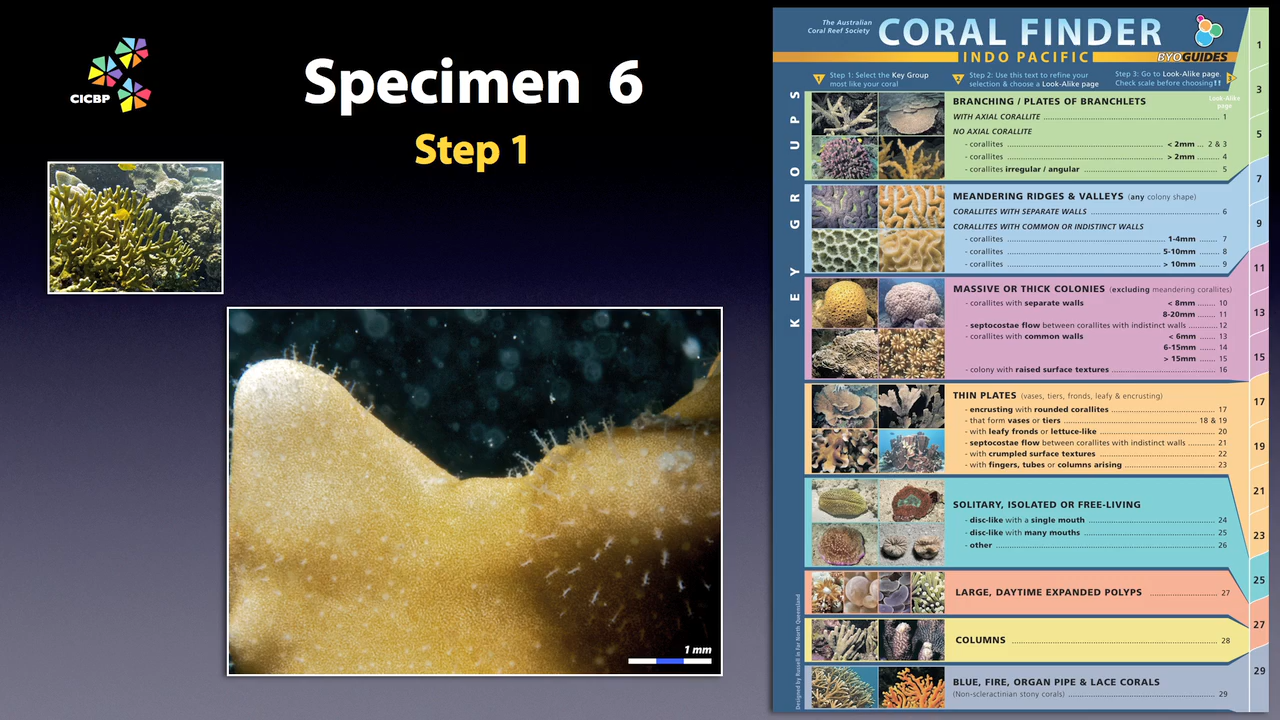 CICBP
Specimen 6
Step 1
1 mm
The Australian
Coral Reef Society
CORAL FINDER
INDO PACIFIC
BYOGUIDES
1 Step 1: Select the Key Group
most like your coral
2 Step 2: Use this text to refine your
selection & choose a Look-Alike page
Step 3: Go to Look-Alike page.
Check scale before choosing!!
3
Look-Alike
page
KEY GROUPS
BRANCHING / PLATES OF BRANCHLETS
WITH AXIAL CORALLITE 1
NO AXIAL CORALLITE
- corallites < 2mm 2 & 3
- corallites > 2mm 4
- corallites irregular / angular 5
MEANDERING RIDGES & VALLEYS (any colony shape)
CORALLITES WITH SEPARATE WALLS 6
CORALLITES WITH COMMON OR INDISTINCT WALLS
- corallites 1-4mm 7
- corallites 5-10mm 8
- corallites > 10mm 9
MASSIVE OR THICK COLONIES (excluding meandering corallites)
- corallites with separate walls < 8mm 10
8-20mm 11
- septocostae flow between corallites with indistinct walls 12
- corallites with common walls < 6mm 13
6-15mm 14
> 15mm 15
- colony with raised surface textures 16
THIN PLATES (vases, tiers, fronds, leafy & encrusting)
- encrusting with rounded corallites 17
- that form vases or tiers 18 & 19
- with leafy fronds or lettuce-like 20
- septocostae flow between corallites with indistinct walls 21
- with crumpled surface textures 22
- with fingers, tubes or columns arising 23
SOLITARY, ISOLATED OR FREE-LIVING
- disc-like with a single mouth 24
- disc-like with many mouths 25
- other 26
LARGE, DAYTIME EXPANDED POLYPS 27
COLUMNS 28
BLUE, FIRE, ORGAN PIPE & LACE CORALS
(Non-scleractinian stony corals) 29
Designed by Russell in Far North Queensland
1
3
5
7
9
11
13
15
17
19
21
23
25
27
29